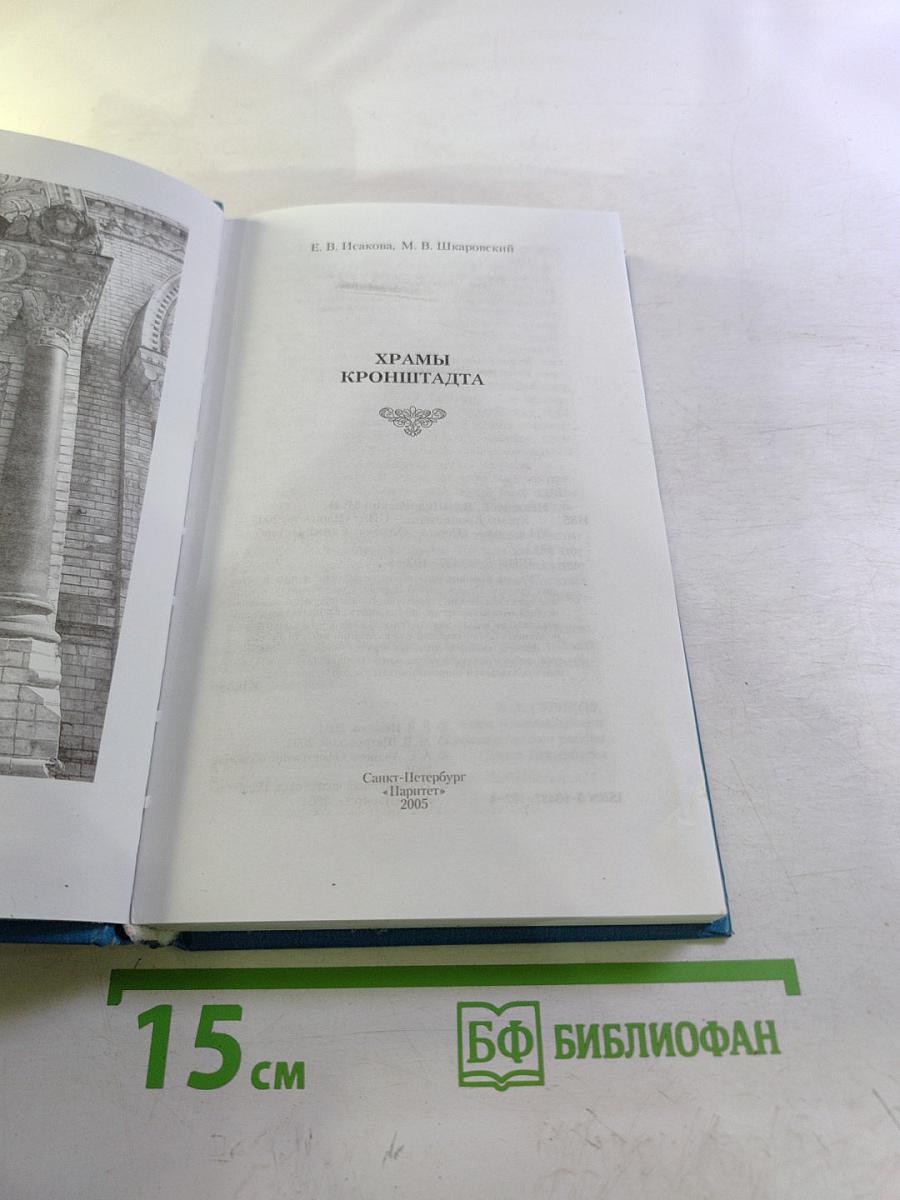 Е. В. Исакова, М. В. Шкаровский
ХРАМЫ
КРОНШТАДТА
Санкт-Петербург
«Паритет»
2005
15 см
БФ БИБЛИОФАН